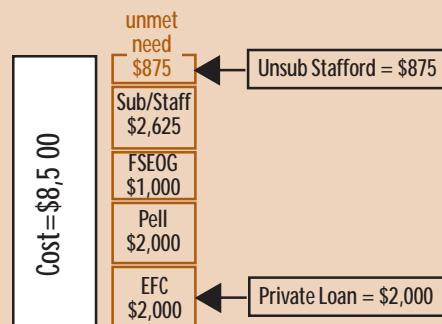 unmet
need
$875
Unsub Stafford = $875
Sub/Staff
$2,625
FSEOG
$1,000
Pell
$2,000
EFC
$2,000
Private Loan = $2,000
Cost=$8,5 00